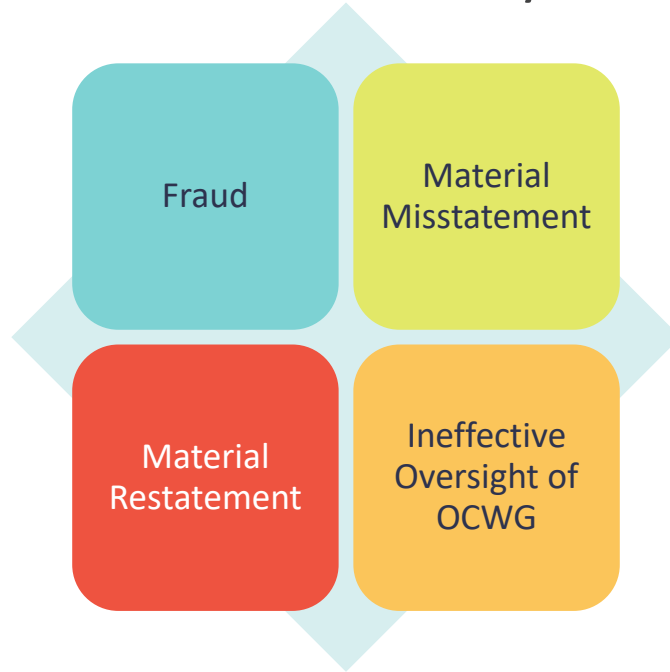 Fraud
Material
Misstatement
Material
Restatement
Ineffective
Oversight of
OCWG